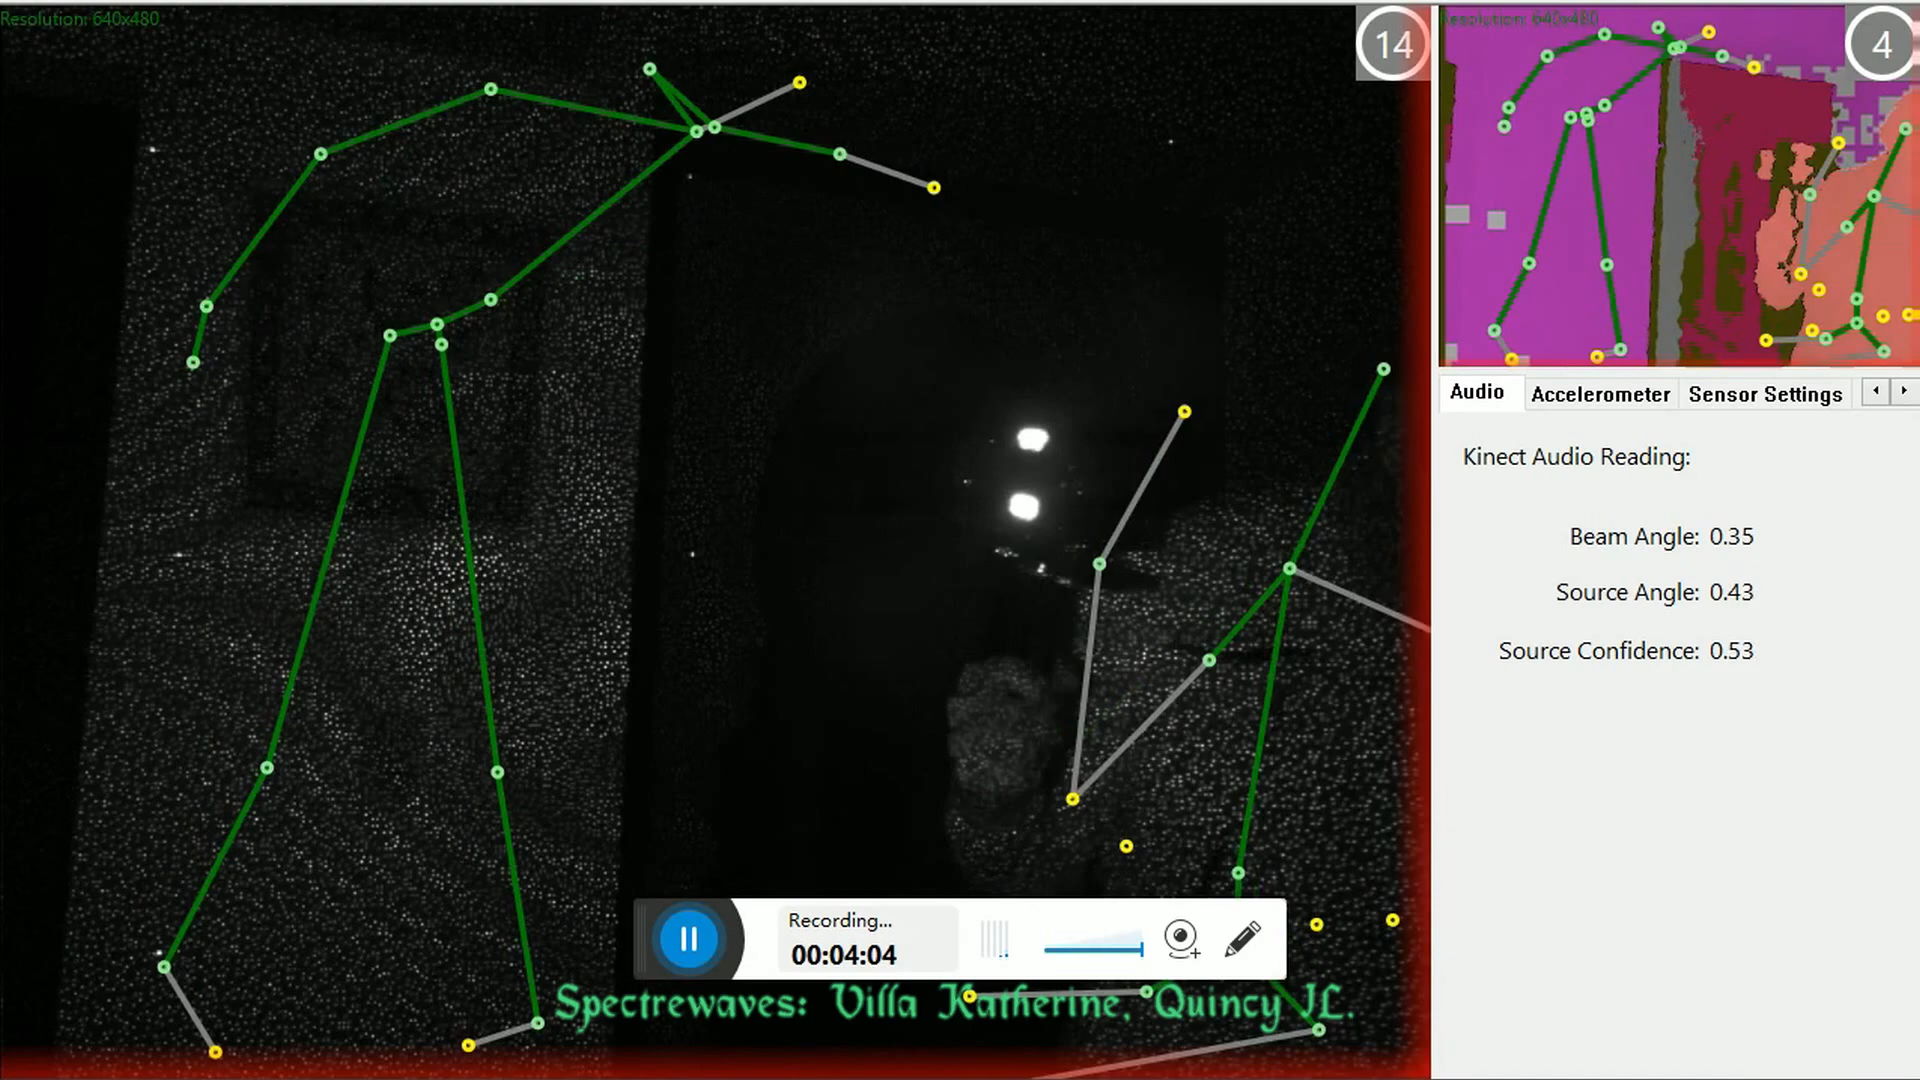 Resolution: 640x480
14
Resolution: 640x480
4
Audio
Accelerometer
Sensor Settings
Kinect Audio Reading:
Beam Angle: 0.35
Source Angle: 0.43
Source Confidence: 0.53
Recording...
00:04:04
Spectrewaves: Villa Katherine, Quincy IL.